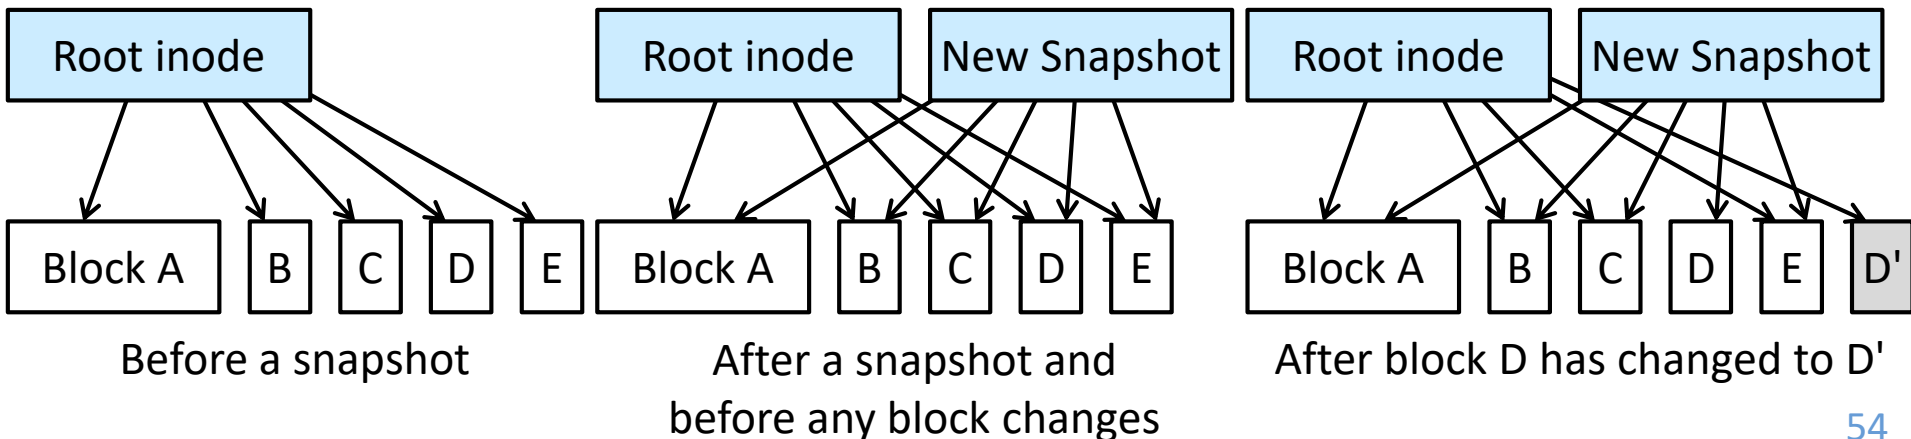 Root inode
Block A B C D E
Before a snapshot
Root inode New Snapshot
Block A B C D E
After a snapshot and
before any block changes
Root inode New Snapshot
Block A B C D E D'
After block D has changed to D'
54